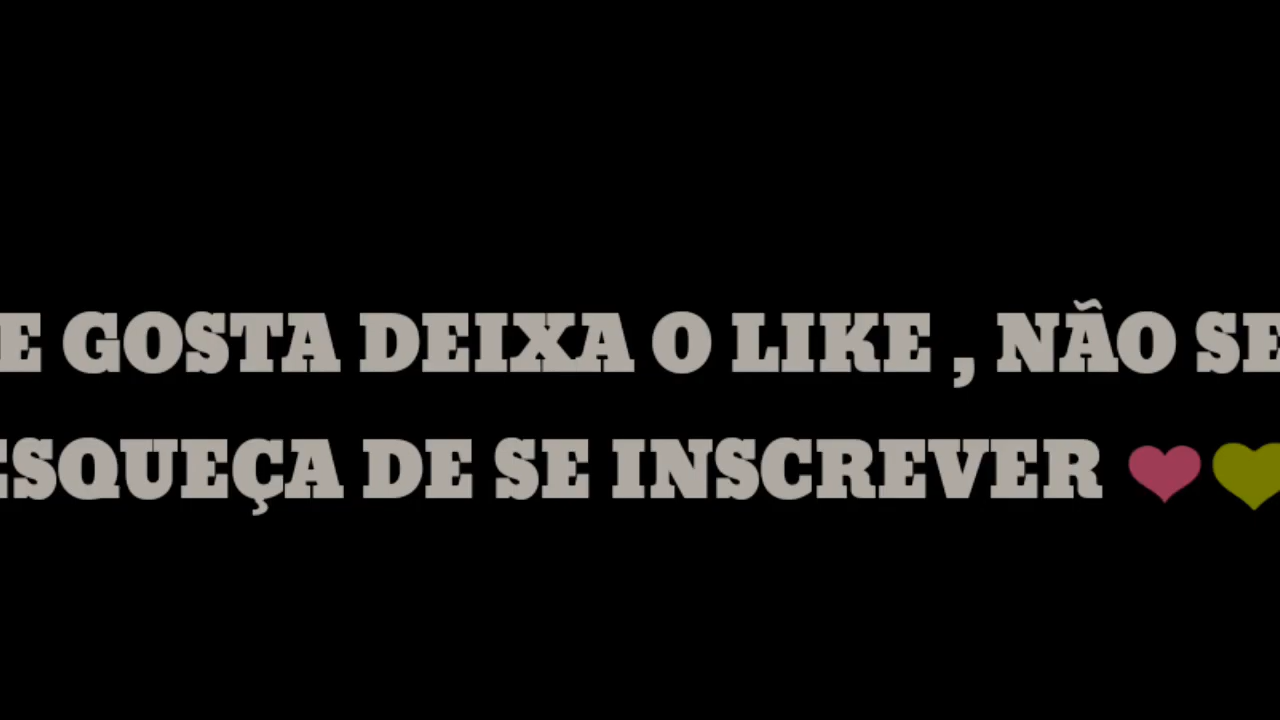 E GOSTA DEIXA O LIKE , NÃO SE
ESQUEÇA DE SE INSCREVER ❤️💛